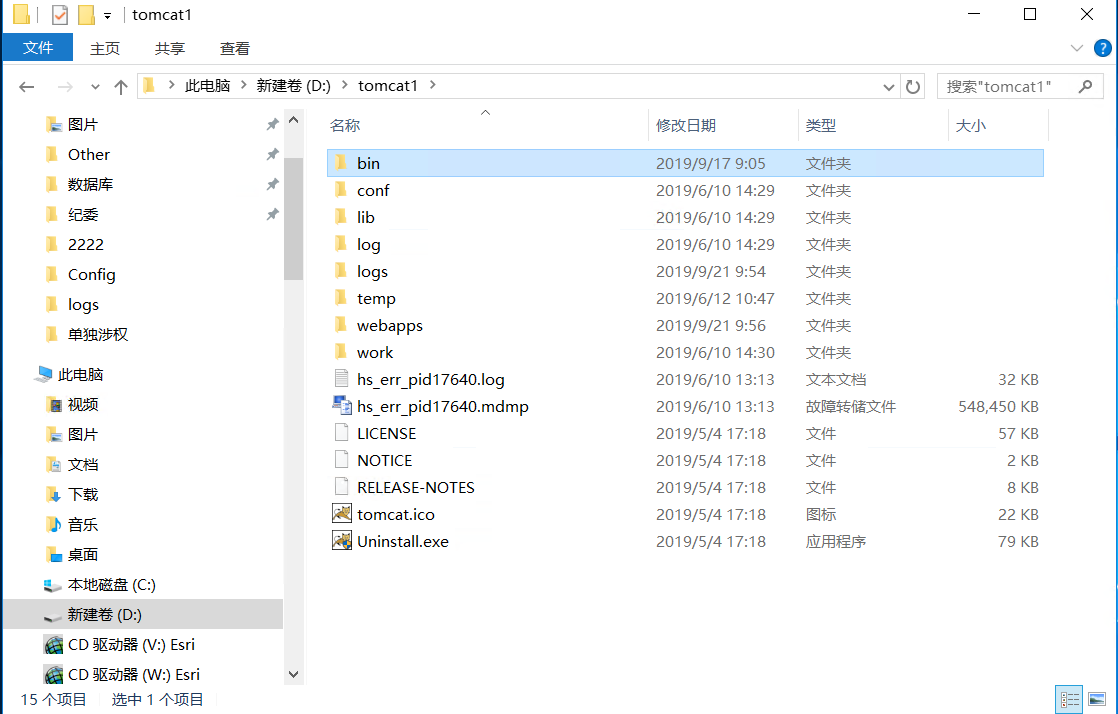 tomcat1
文件 主页 共享 查看
此电脑 新建卷 (D:) tomcat1 搜索"tomcat1"
图片
Other
数据库
纪委
2222
Config
logs
单独涉权
此电脑
视频
图片
文档
下载
音乐
桌面
本地磁盘 (C:)
新建卷 (D:)
CD 驱动器 (V:) Esri
CD 驱动器 (W:) Esri
名称 修改日期 类型 大小
bin 2019/9/17 9:05 文件夹
conf 2019/6/10 14:29 文件夹
lib 2019/6/10 14:29 文件夹
log 2019/6/10 14:29 文件夹
logs 2019/9/21 9:54 文件夹
temp 2019/6/12 10:47 文件夹
webapps 2019/9/21 9:56 文件夹
work 2019/6/10 14:30 文件夹
hs_err_pid17640.log 2019/6/10 13:13 文本文档 32 KB
hs_err_pid17640.mdmp 2019/6/10 13:13 故障转储文件 548,450 KB
LICENSE 2019/5/4 17:18 文件 57 KB
NOTICE 2019/5/4 17:18 文件 2 KB
RELEASE-NOTES 2019/5/4 17:18 文件 8 KB
tomcat.ico 2019/5/4 17:18 图标 22 KB
Uninstall.exe 2019/5/4 17:18 应用程序 79 KB
15 个项目 选中 1 个项目